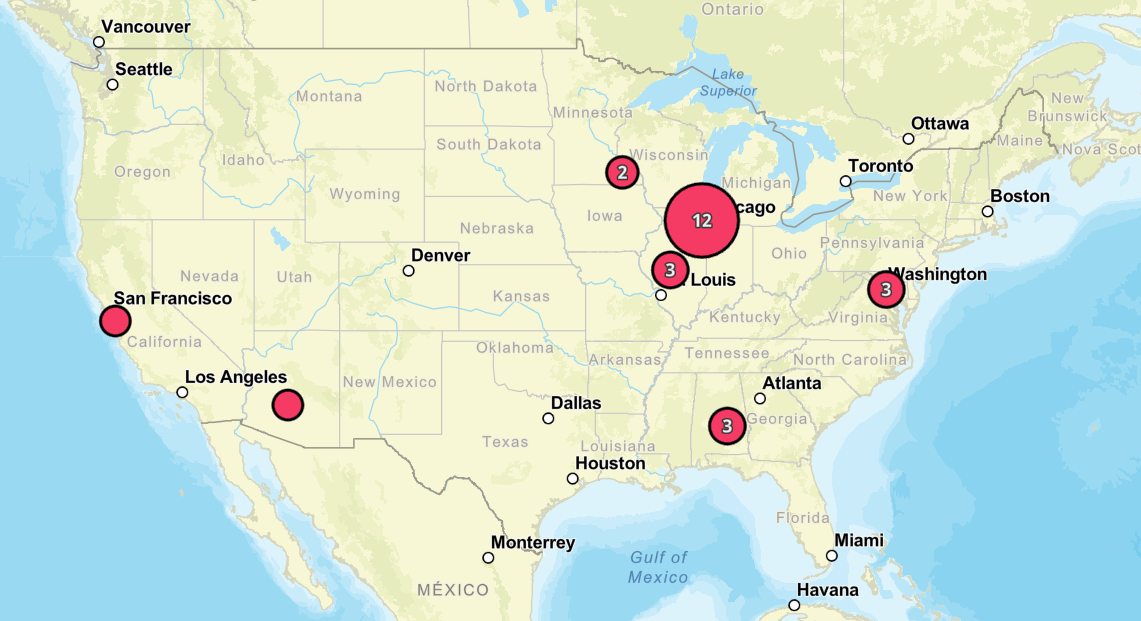 Vancouver
Ontario
Seattle
Lake
Superior
Montana
North Dakota
Minnesota
New
Brunswick
Ottawa
Maine
Nova Scot
South Dakota
Wisconsin
Oregon
Idaho
Toronto
2
Michigan
Wyoming
New York
Boston
cago
12
Iowa
Nebraska
Pennsylvania
Denver
Ohio
Nevada
Utah
3
Louis
Washington
3
San Francisco
Kansas
Kentucky
Virginia
California
Oklahoma
Arkansas
Tennessee
North Carolina
Los Angeles
New Mexico
Atlanta
Dallas
3
Georgia
Texas
Louisiana
Houston
Florida
Monterrey
Miami
Gulf of
Mexico
MÉXICO
Havana